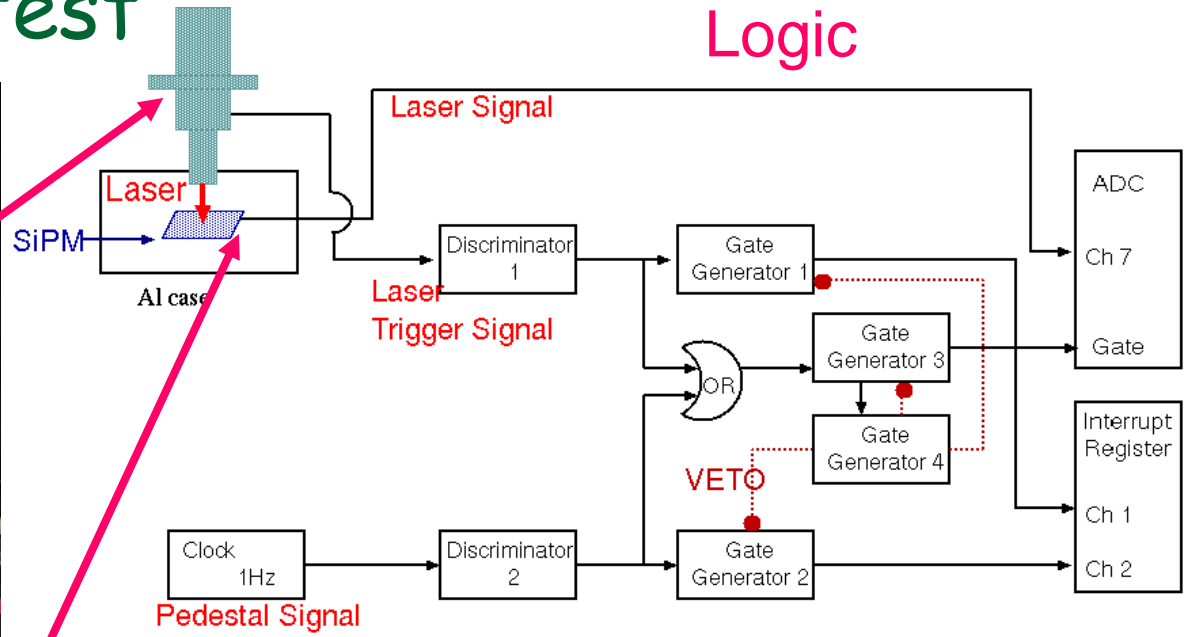 Logic
Laser Signal
Laser
SiPM
Al case
Discriminator
1
Laser
Trigger Signal
Gate
Generator 1
ADC
Ch 7
Gate
OR
Gate
Generator 3
Gate
Generator 4
VETO
Interrupt
Register
Ch 1
Ch 2
Clock
1Hz
Pedestal Signal
Discriminator
2
Gate
Generator 2